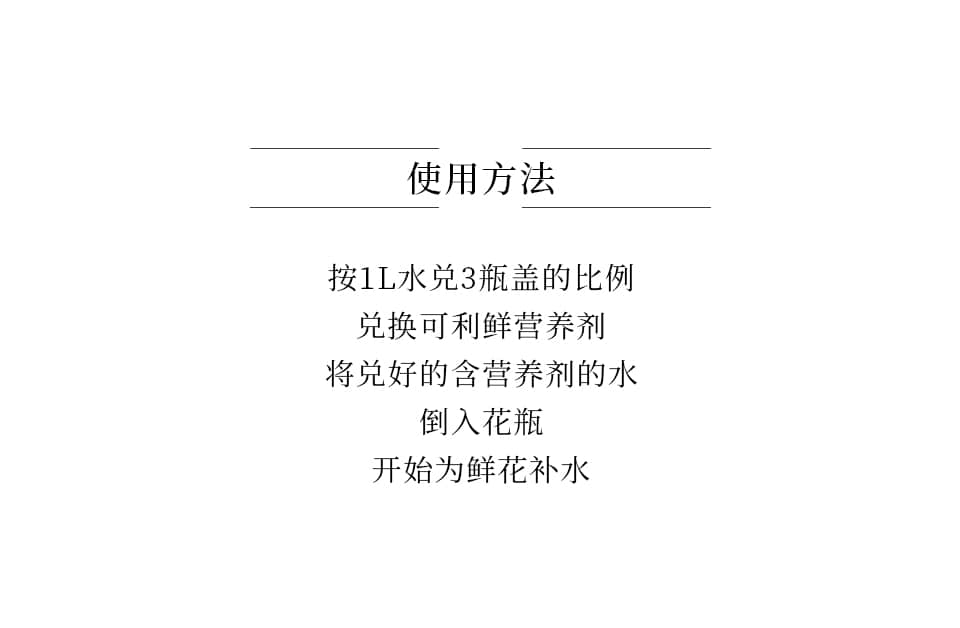 使用方法
按1L水兑3瓶盖的比例
兑换可利鲜营养剂
将兑好的含营养剂的水
倒入花瓶
开始为鲜花补水